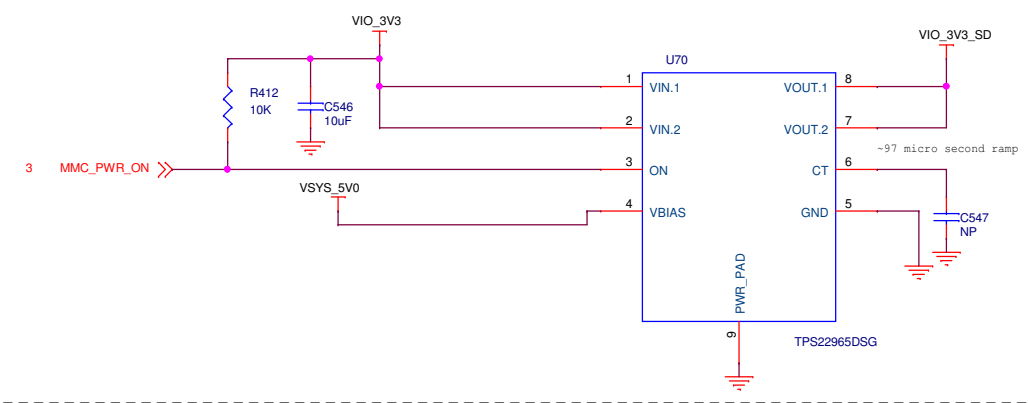 VIO_3V3
VIO_3V3_SD
U70
R412
10K
C546
10uF
1
VIN.1
VOUT.1
8
2
VIN.2
VOUT.2
7
~97 micro second ramp
3
MMC_PWR_ON
3
ON
CT
6
VSYS_5V0
4
VBIAS
GND
5
C547
NP
PWR_PAD
9
TPS22965DSG